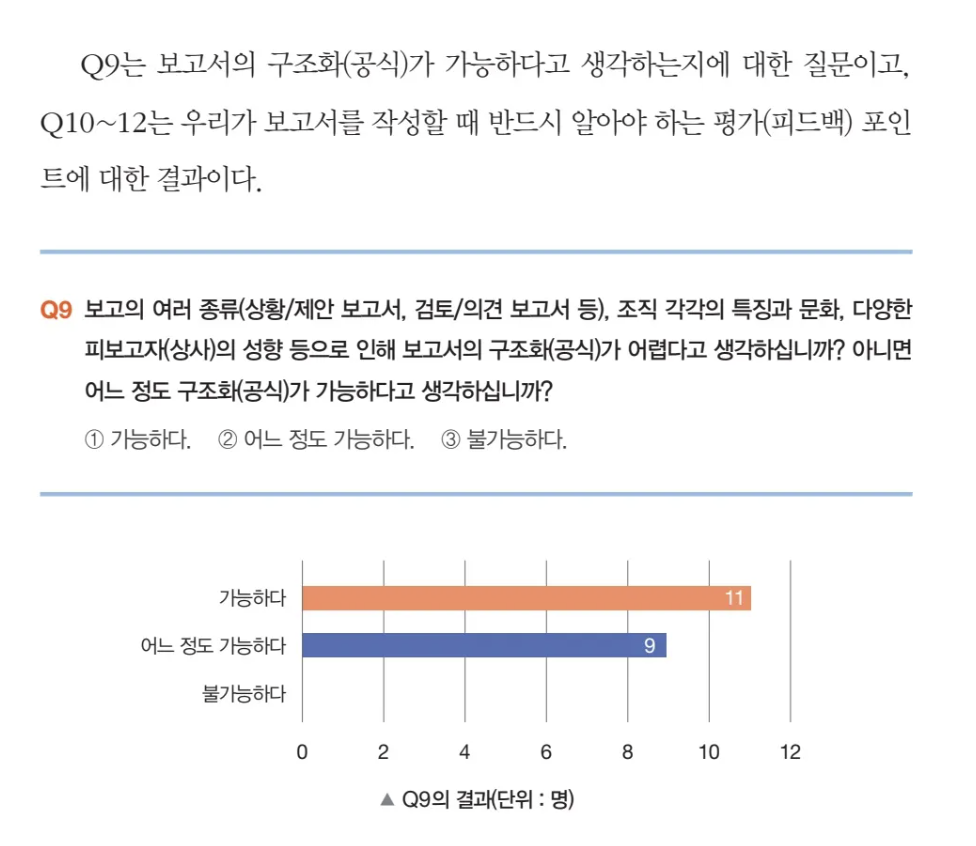 Q9는 보고서의 구조화(공식)가 가능하다고 생각하는지에 대한 질문이고,
Q10~12는 우리가 보고서를 작성할 때 반드시 알아야 하는 평가(피드백) 포인
트에 대한 결과이다.
Q9 보고의 여러 종류(상황/제안 보고서, 검토/의견 보고서 등), 조직 각각의 특징과 문화, 다양한
피보고자(상사)의 성향 등으로 인해 보고서의 구조화(공식)가 어렵다고 생각하십니까? 아니면
어느 정도 구조화(공식)가 가능하다고 생각하십니까?
① 가능하다. ② 어느 정도 가능하다. ③ 불가능하다.
가능하다 11
어느 정도 가능하다 9
불가능하다
0 2 4 6 8 10 12
▲ Q9의 결과(단위 : 명)